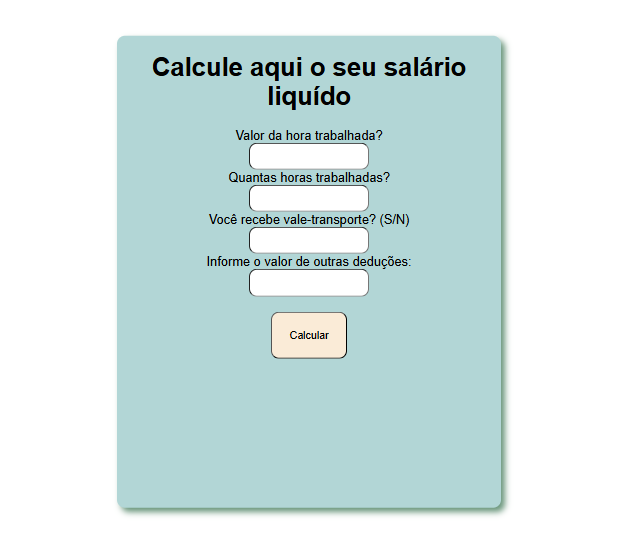 Calcule aqui o seu salário
liquído
Valor da hora trabalhada?
Quantas horas trabalhadas?
Você recebe vale-transporte? (S/N)
Informe o valor de outras deduções:
Calcular